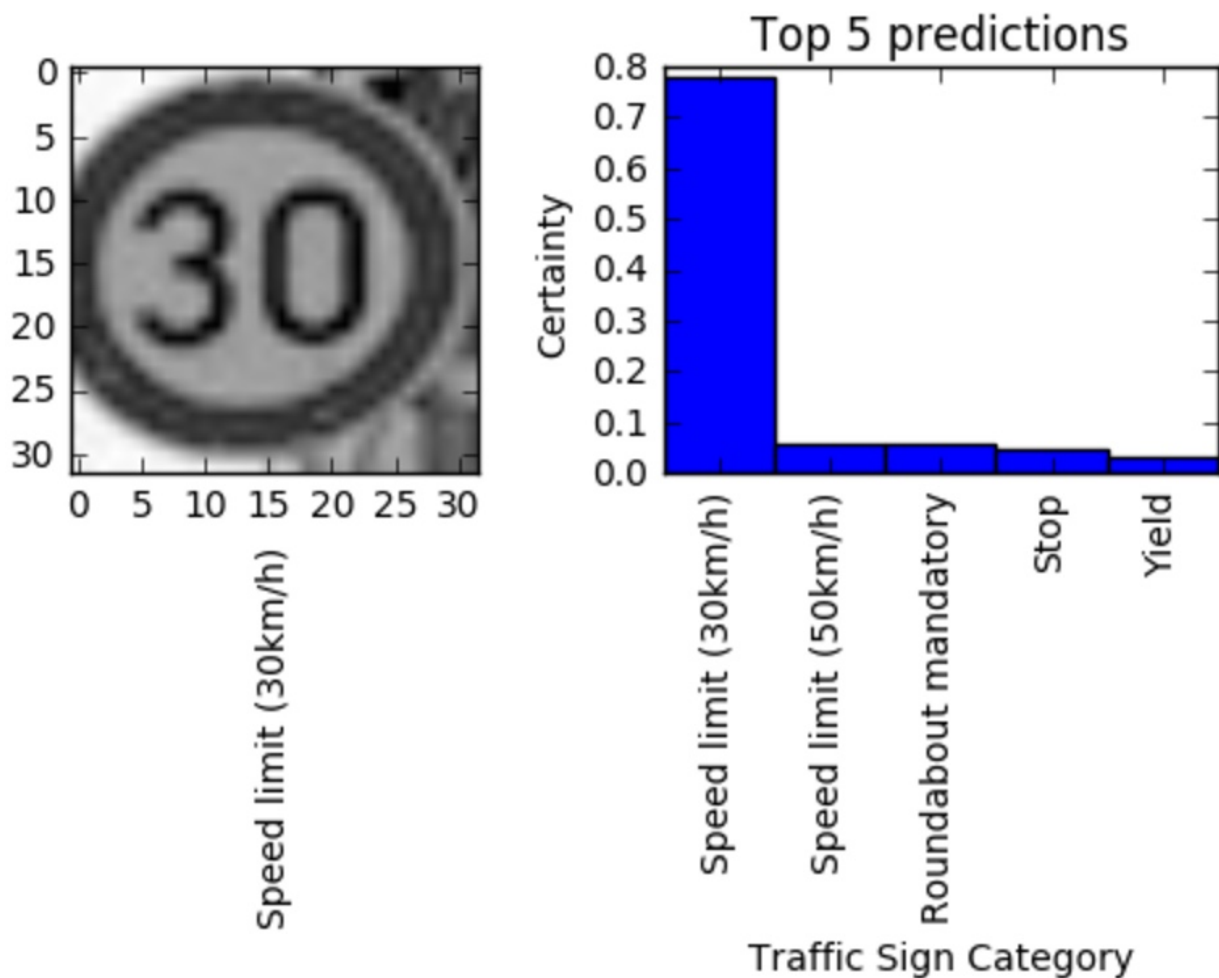 0
5
10
15
20
25
30
30
0 5 10 15 20 25 30
Speed limit (30km/h)
Top 5 predictions
Certainty
0.8
0.7
0.6
0.5
0.4
0.3
0.2
0.1
0.0
Speed limit (30km/h)
Speed limit (50km/h)
Roundabout mandatory
Stop
Yield
Traffic Sign Category